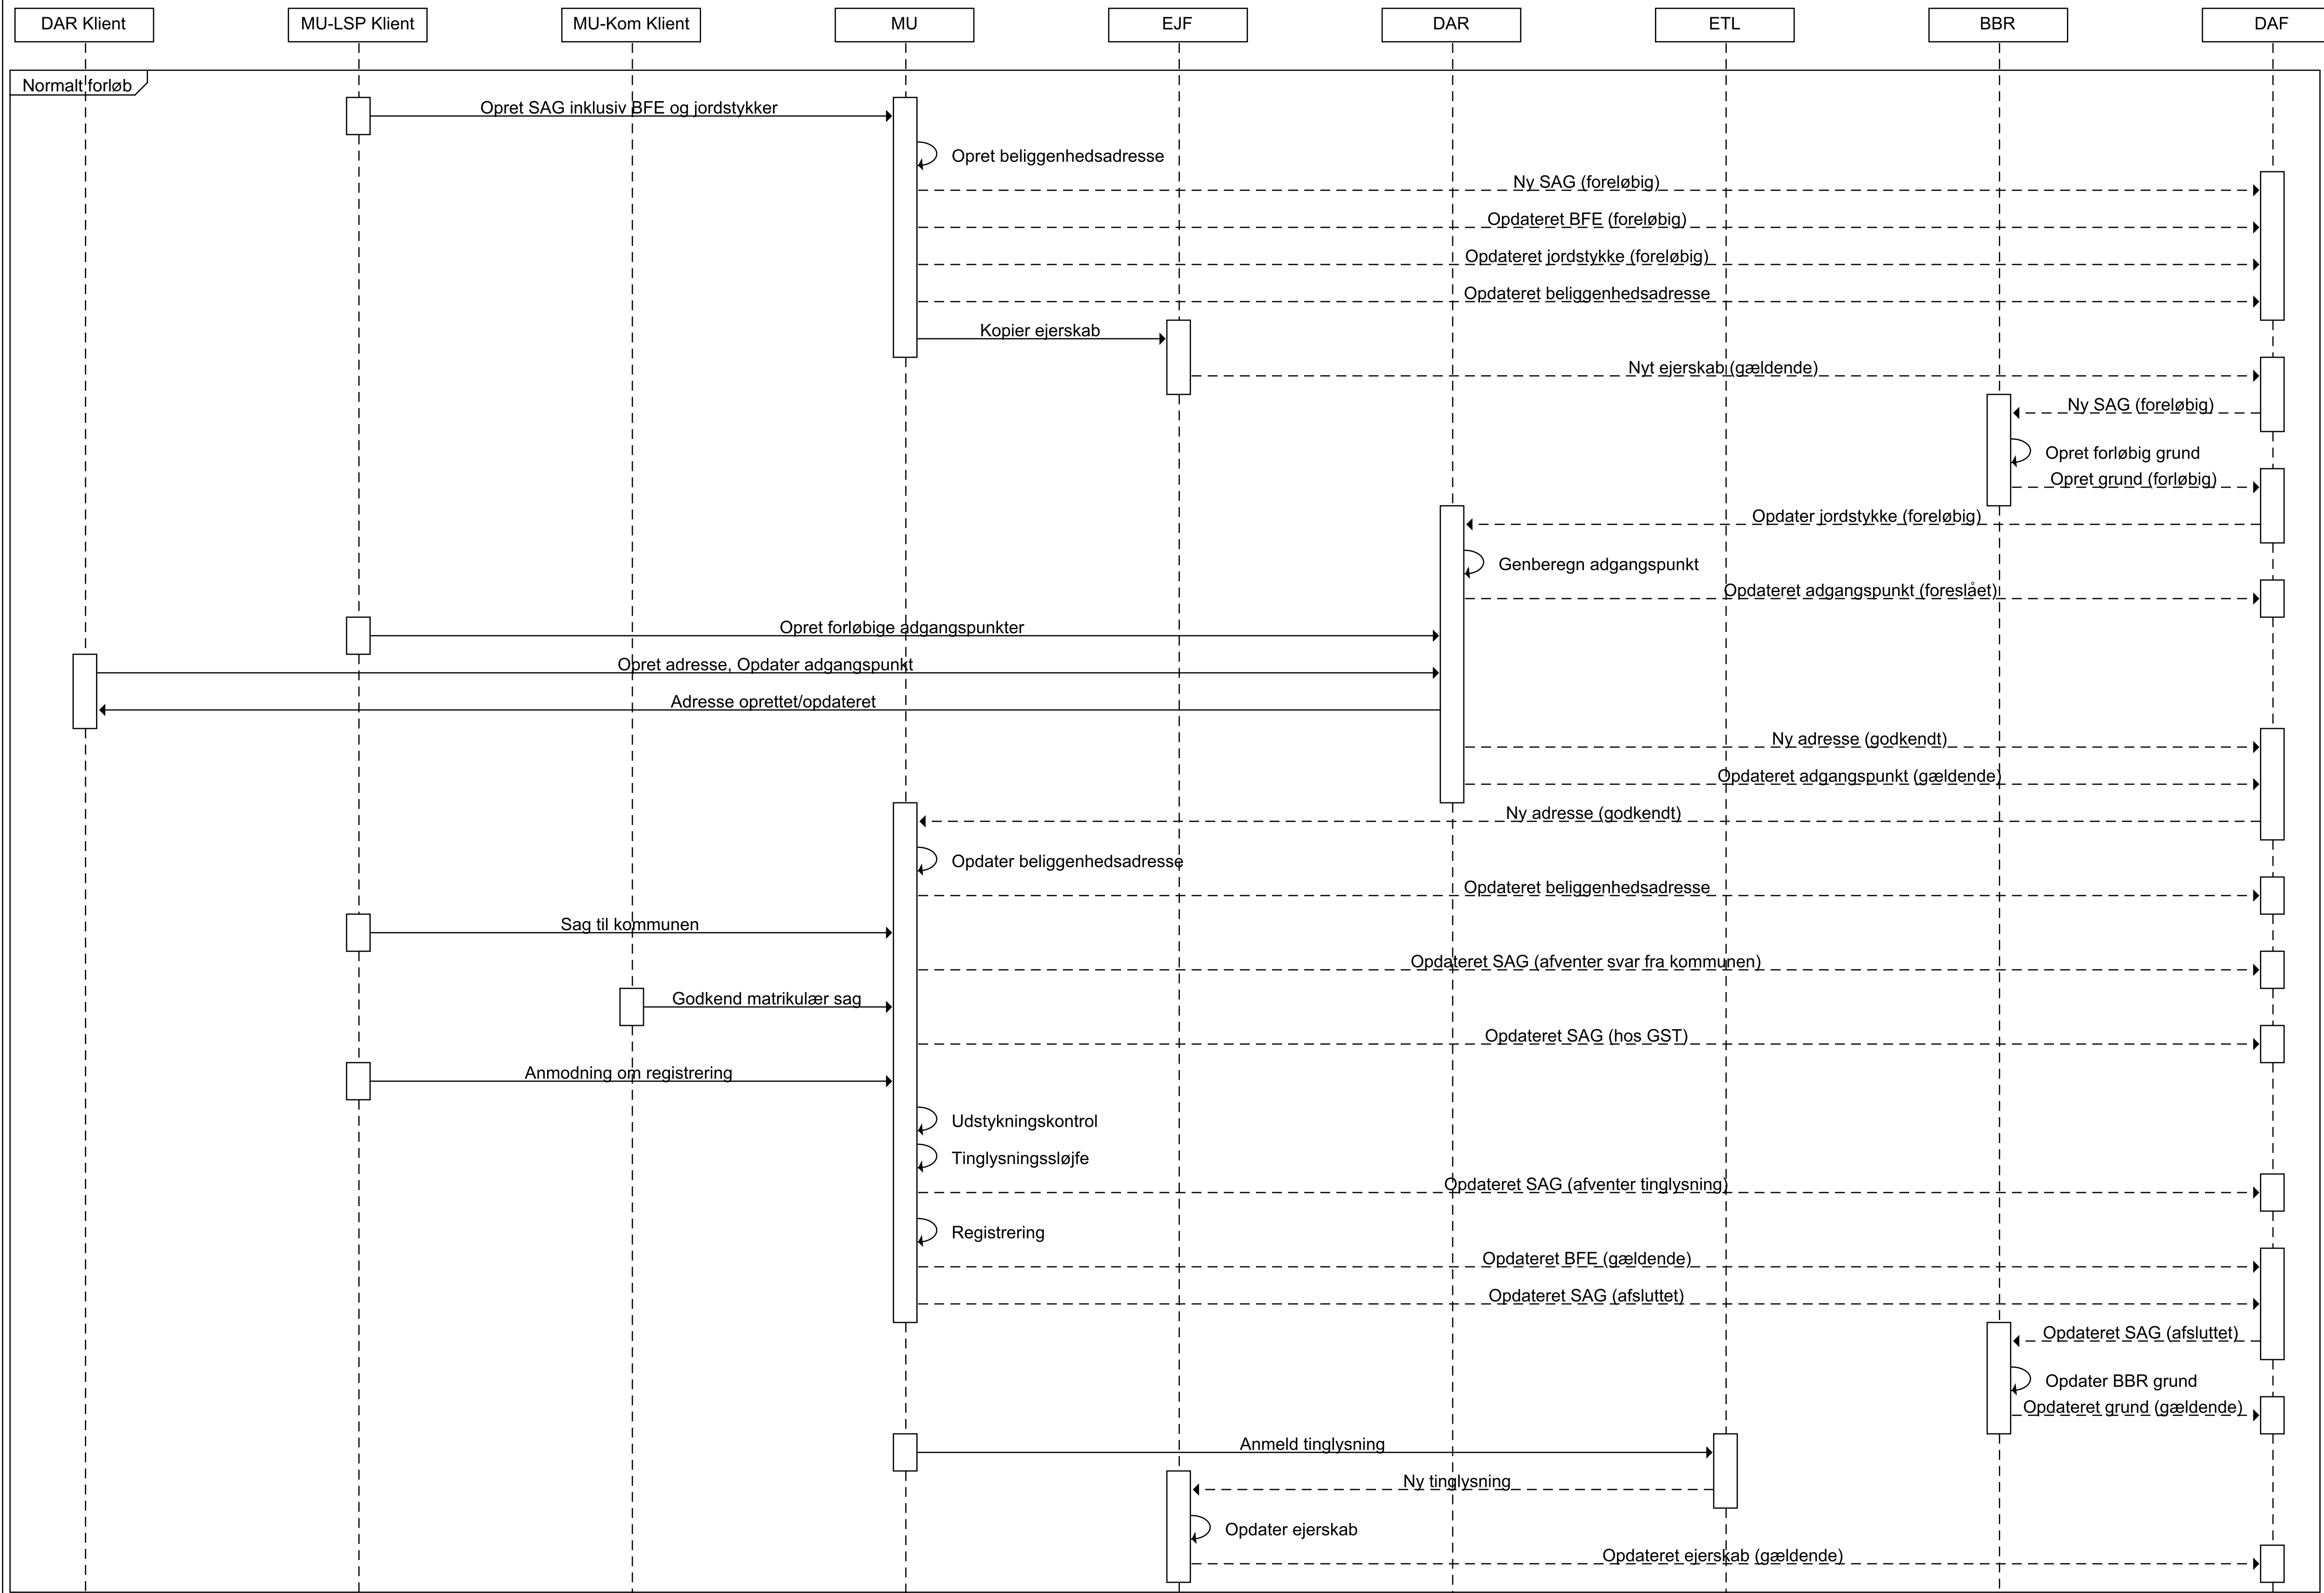 DAR Klient
MU-LSP Klient
MU-Kom Klient
MU
EJF
DAR
ETL
BBR
DAF
Normalt forløb
Opret SAG inklusiv BFE og jordstykker
Opret beliggenhedsadresse
Ny SAG (foreløbig)
Opdateret BFE (foreløbig)
Opdateret jordstykke (foreløbig)
Opdateret beliggenhedsadresse
Kopier ejerskab
Nyt ejerskab (gældende)
Ny SAG (foreløbig)
Opret forløbig grund
Opret grund (forløbig)
Opdater jordstykke (foreløbig)
Genberegn adgangspunkt
Opdateret adgangspunkt (foreslået)
Opret forløbige adgangspunkter
Opret adresse, Opdater adgangspunkt
Adresse oprettet/opdateret
Ny adresse (godkendt)
Opdateret adgangspunkt (gældende)
Ny adresse (godkendt)
Opdater beliggenhedsadresse
Opdateret beliggenhedsadresse
Sag til kommunen
Opdateret SAG (afventer svar fra kommunen)
Godkend matrikulær sag
Opdateret SAG (hos GST)
Anmodning om registrering
Udstykningskontrol
Tinglysningssløjfe
Opdateret SAG (afventer tinglysning)
Registrering
Opdateret BFE (gældende)
Opdateret SAG (afsluttet)
Opdateret SAG (afsluttet)
Opdater BBR grund
Opdateret grund (gældende)
Anmeld tinglysning
Ny tinglysning
Opdater ejerskab
Opdateret ejerskab (gældende)